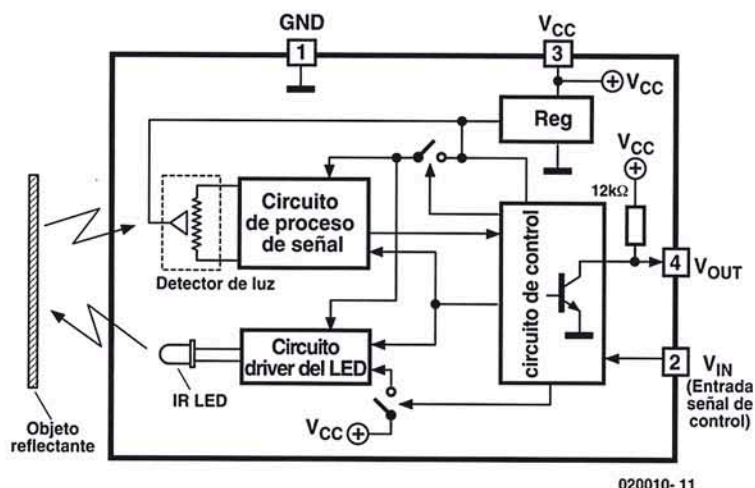 GND
1
VCC
3
VCC
Reg
VCC
12kΩ
Circuito
de proceso
de señal
Detector de luz
circuito de control
4
VOUT
Circuito
driver del LED
IR LED
2
VIN
(Entrada
señal de
control)
VCC
Objeto
reflectante
020010- 11